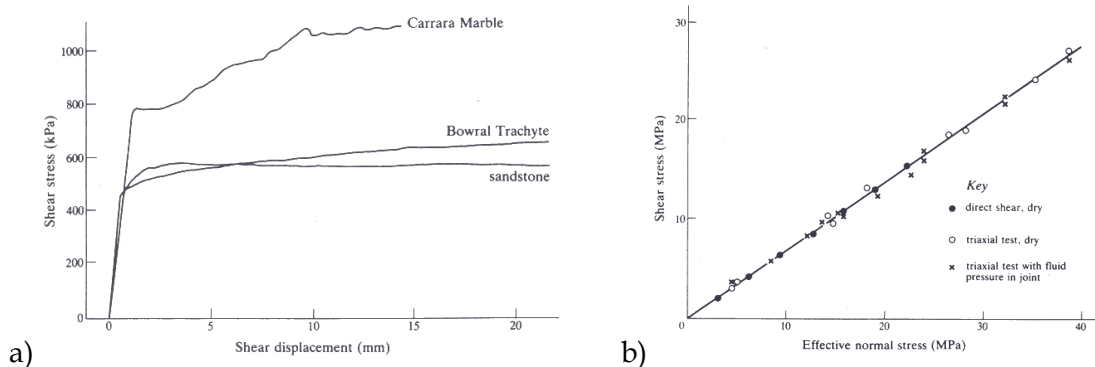 Carrara Marble
1000
800
Bowral Trachyte
600
sandstone
400
200
0
Shear stress (kPa)
0
5
10
15
20
Shear displacement (mm)
a)
30
20
10
0
Shear stress (MPa)
Key
direct shear, dry
triaxial test, dry
triaxial test with fluid
pressure in joint
10
20
30
40
Effective normal stress (MPa)
b)